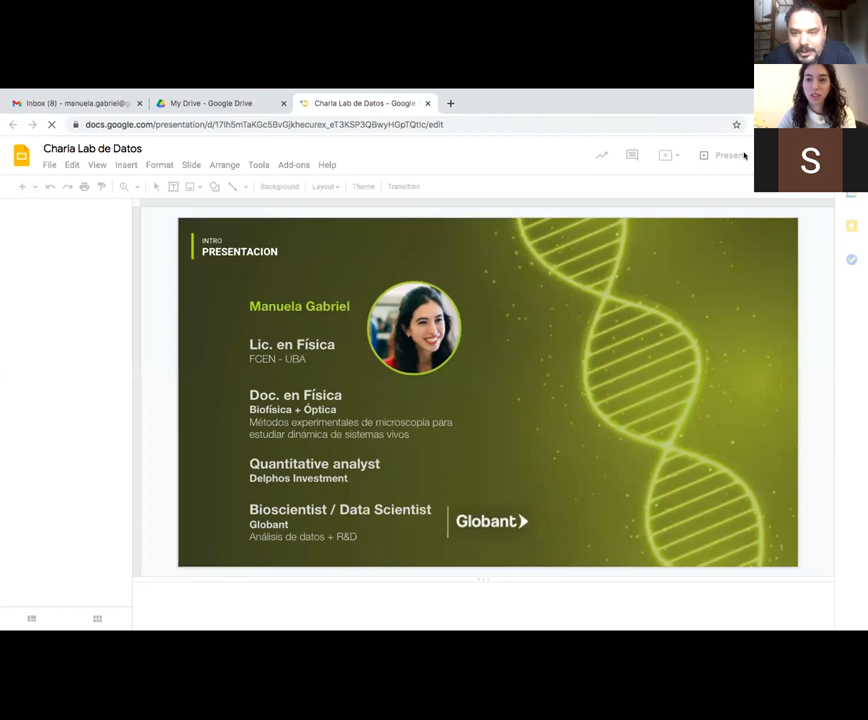 Inbox (8) - manuela.gabriel@g
My Drive - Google Drive
Charla Lab de Datos - Google
docs.google.com/presentation/d/17Ih5mTaKGc5BvGjkhecurex_eT3KSP3QBwyHGpTQtIc/edit
Charla Lab de Datos
Present
File Edit View Insert Format Slide Arrange Tools Add-ons Help
Background Layout Theme Transition
S
INTRO
PRESENTACION
Manuela Gabriel
Lic. en Física
FCEN - UBA
Doc. en Física
Biofísica + Óptica
Métodos experimentales de microscopía para
estudiar dinámica de sistemas vivos
Quantitative analyst
Delphos Investment
Bioscientist / Data Scientist
Globant
Análisis de datos + R&D
Globant
1